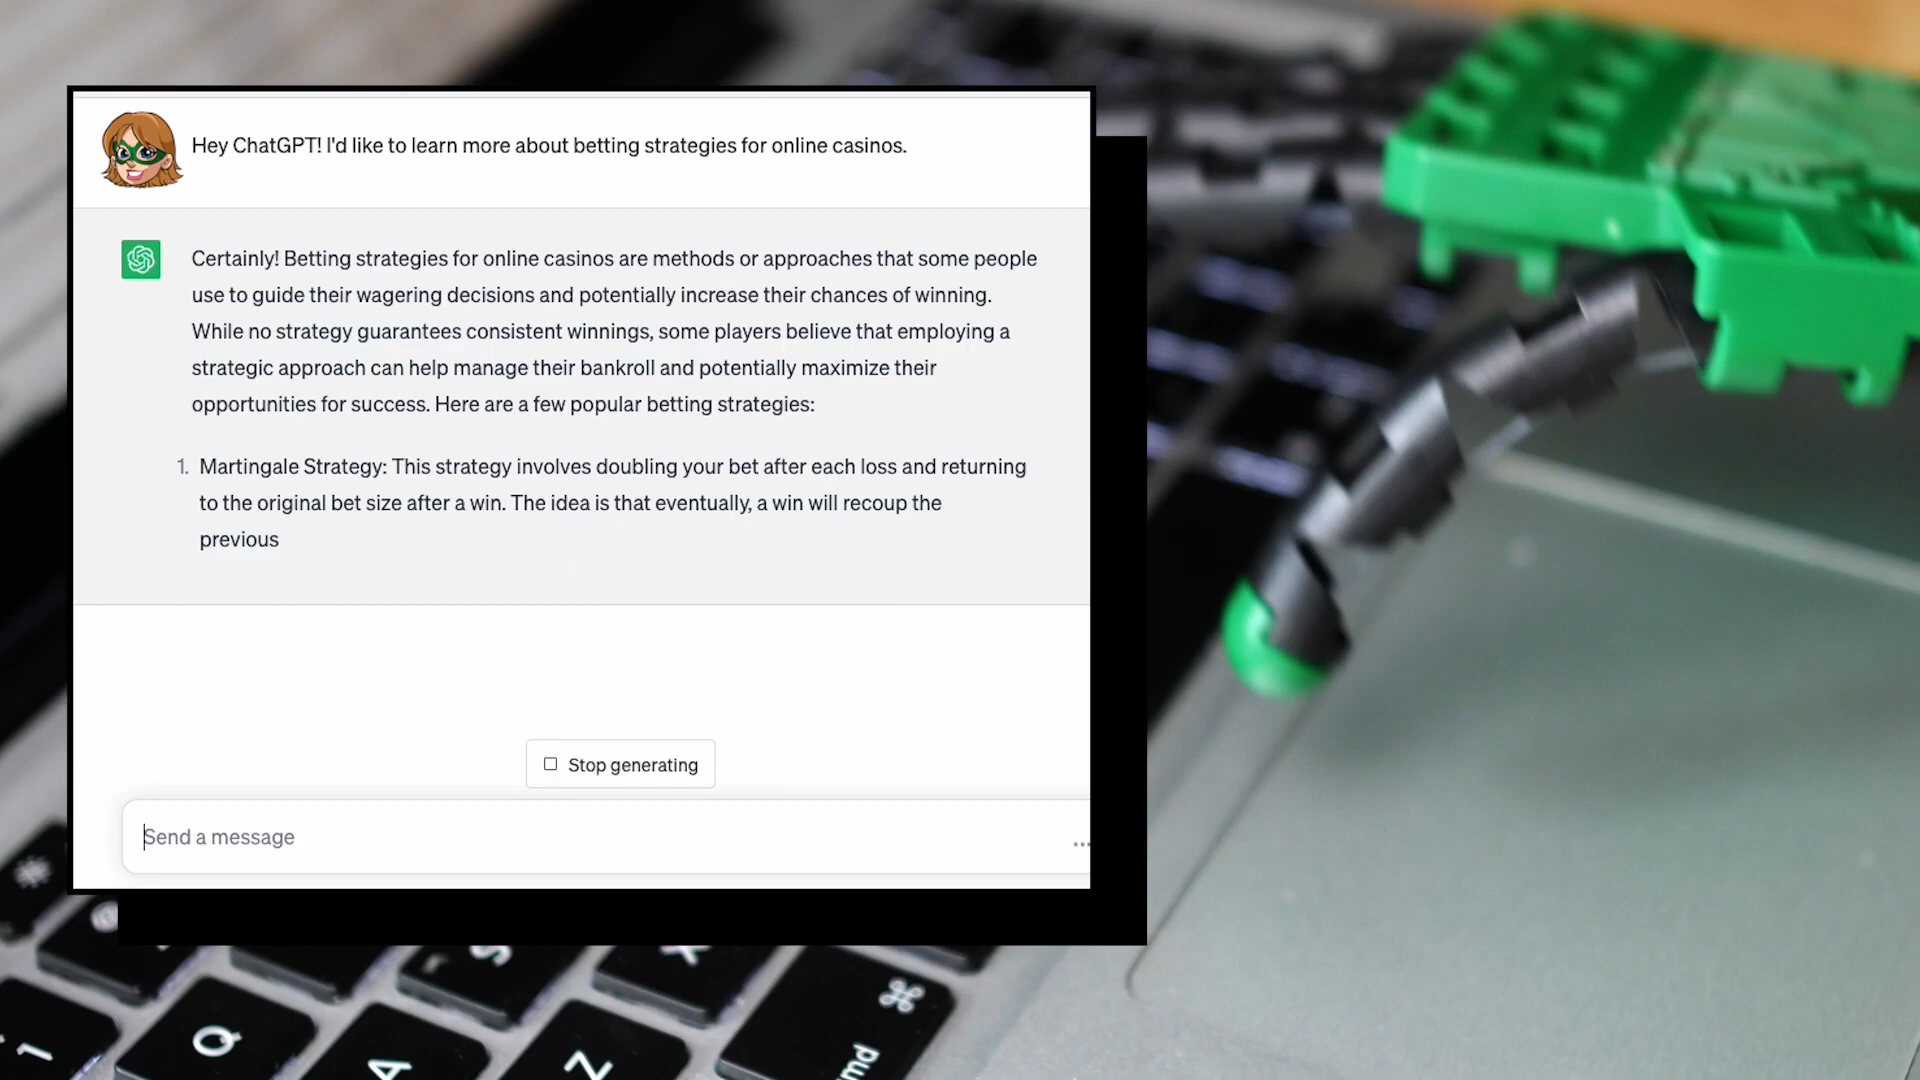 Hey ChatGPT! I'd like to learn more about betting strategies for online casinos.
Certainly! Betting strategies for online casinos are methods or approaches that some people
use to guide their wagering decisions and potentially increase their chances of winning.
While no strategy guarantees consistent winnings, some players believe that employing a
strategic approach can help manage their bankroll and potentially maximize their
opportunities for success. Here are a few popular betting strategies:
1. Martingale Strategy: This strategy involves doubling your bet after each loss and returning
to the original bet size after a win. The idea is that eventually, a win will recoup the
previous
Stop generating
Send a message
...
S X
⌘
1 Q A Z md